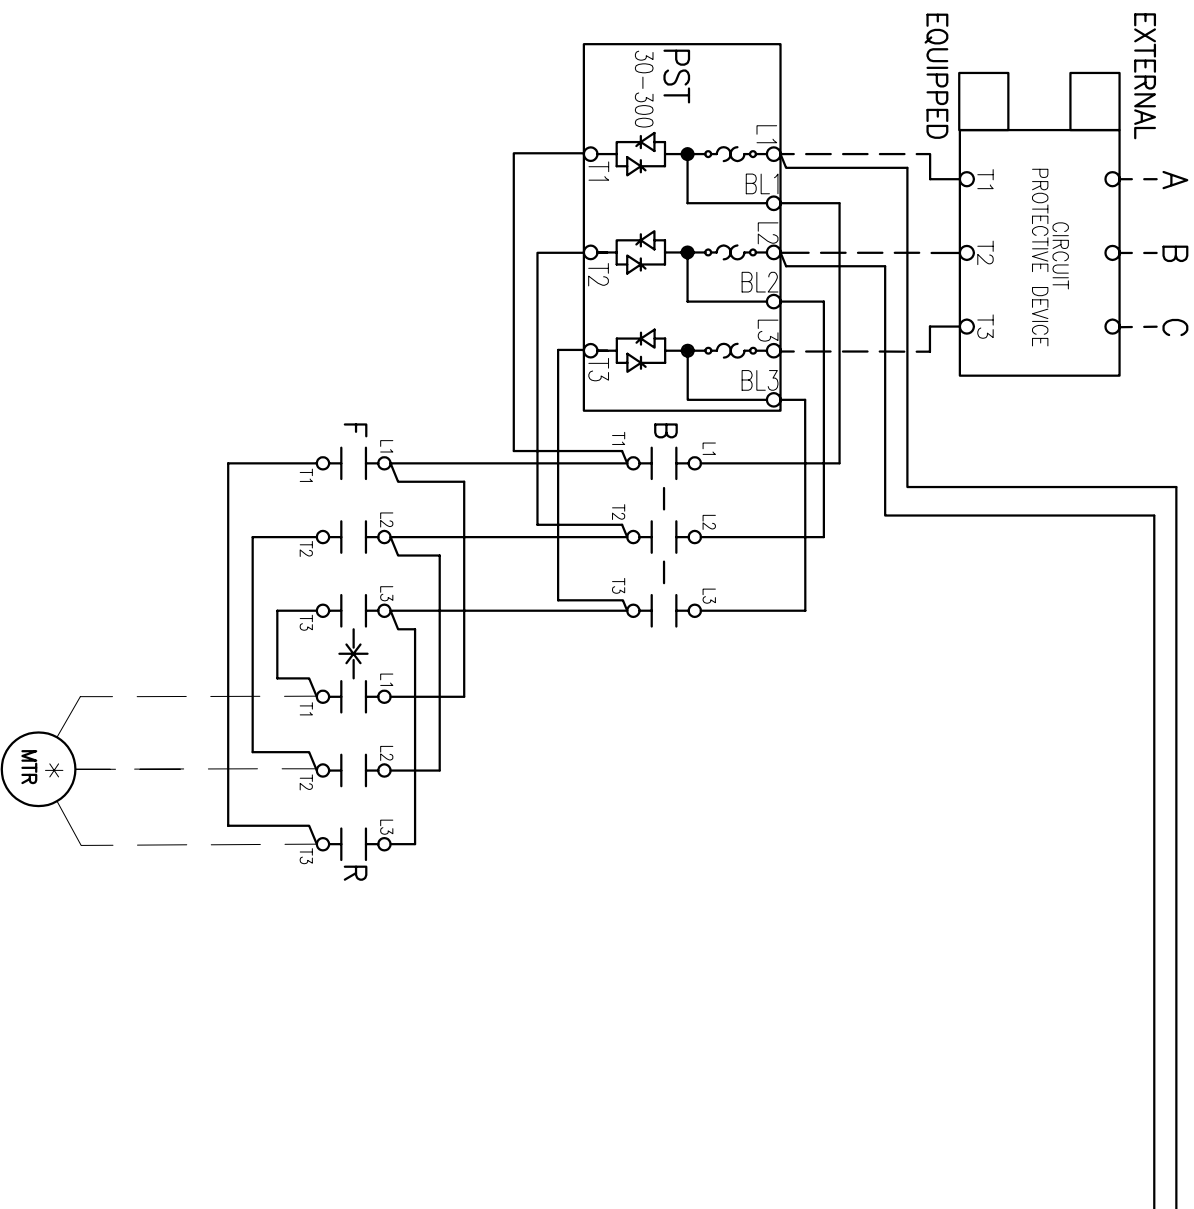 EXTERNAL
A
B
C
CIRCUIT
PROTECTIVE DEVICE
T1
T2
T3
EQUIPPED
L1
BL1
L2
BL2
L3
BL3
PST
30-300
T1
T2
T3
L1
L2
L3
B
T1
T2
T3
F
L1
L2
L3
L1
L2
L3
T1
T2
T3
T1
T2
T3
R
MTR